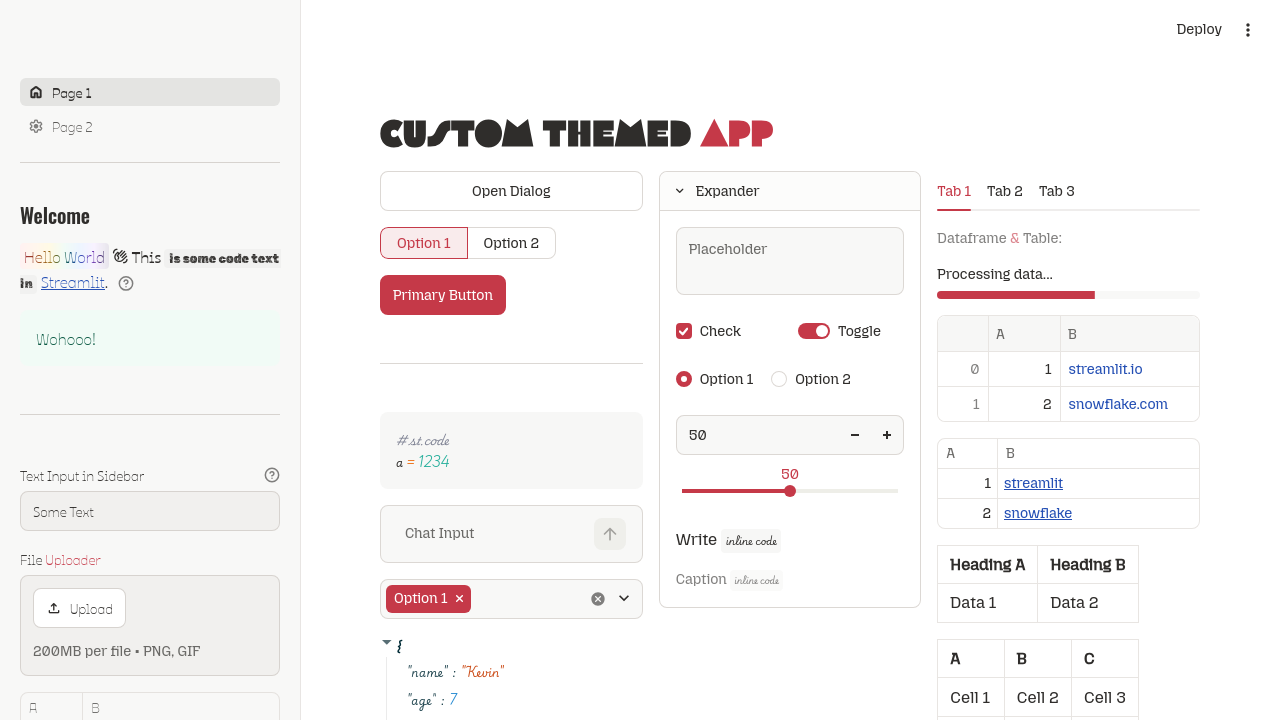 Deploy
Page 1
Page 2
Welcome
Hello World 👋 This is some code text
in Streamlit.
Wohooo!
Text Input in Sidebar
Some Text
File Uploader
Upload
200MB per file • PNG, GIF
A B
CUSTOM THEMED APP
Open Dialog
Option 1 Option 2
Primary Button
# st.code
a = 1234
Chat Input
Option 1
{
"name" : "Kevin"
"age" : 7
Expander
Placeholder
Check Toggle
Option 1 Option 2
50
50
Write inline code
Caption inline code
Tab 1 Tab 2 Tab 3
Dataframe & Table:
Processing data...
A B
0 1 streamlit.io
1 2 snowflake.com
A B
1 streamlit
2 snowflake
Heading A Heading B
Data 1 Data 2
A B C
Cell 1 Cell 2 Cell 3